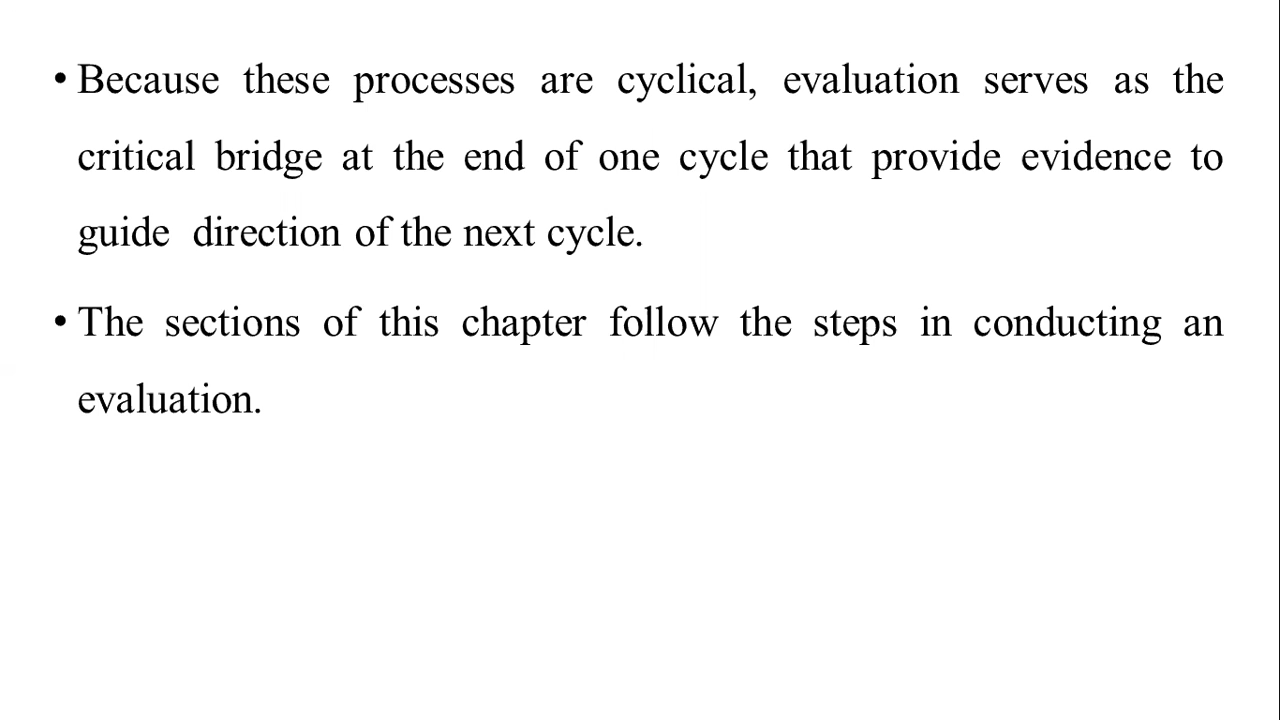 • Because these processes are cyclical, evaluation serves as the
critical bridge at the end of one cycle that provide evidence to
guide  direction of the next cycle.
• The sections of this chapter follow the steps in conducting an
evaluation.